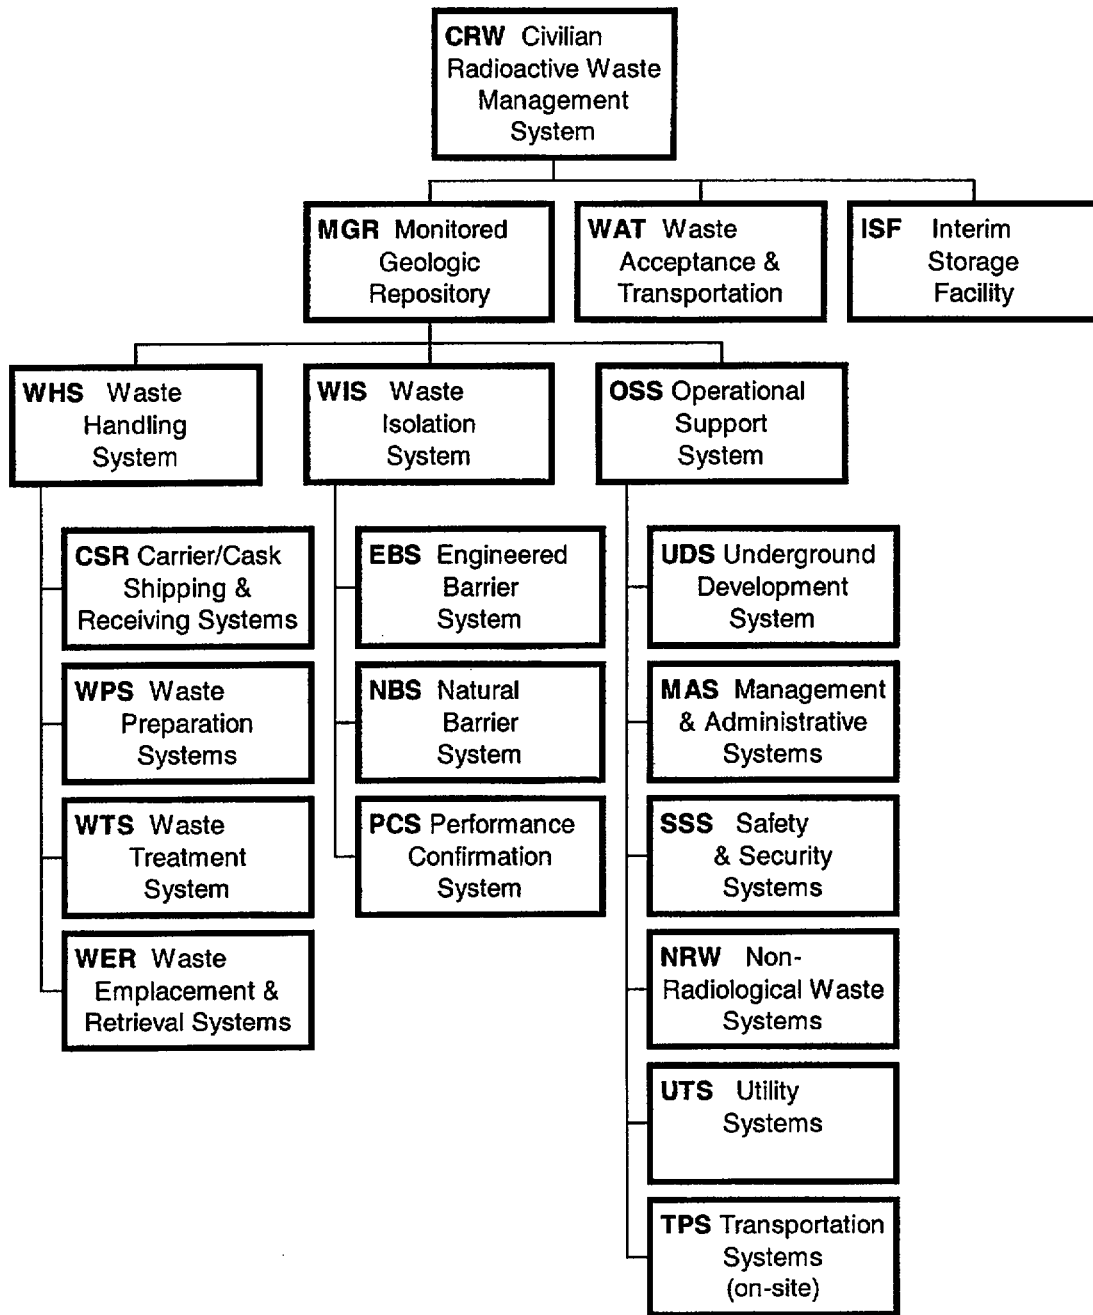 CRW Civilian
Radioactive Waste
Management
System
MGR Monitored
Geologic
Repository
WAT Waste
Acceptance &
Transportation
ISF Interim
Storage
Facility
WHS Waste
Handling
System
WIS Waste
Isolation
System
OSS Operational
Support
System
CSR Carrier/Cask
Shipping &
Receiving Systems
WPS Waste
Preparation
Systems
WTS Waste
Treatment
System
WER Waste
Emplacement &
Retrieval Systems
EBS Engineered
Barrier
System
NBS Natural
Barrier
System
PCS Performance
Confirmation
System
UDS Underground
Development
System
MAS Management
& Administrative
Systems
SSS Safety
& Security
Systems
NRW Non-
Radiological Waste
Systems
UTS Utility
Systems
TPS Transportation
Systems
(on-site)